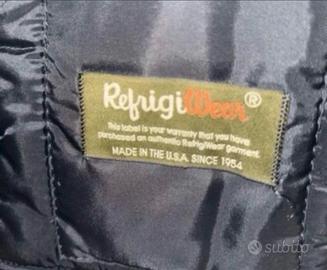 RefrigiWear®
This label is your warranty that you have
purchased an authentic RefrigiWear garment.
MADE IN THE U.S.A. SINCE 1954
subito